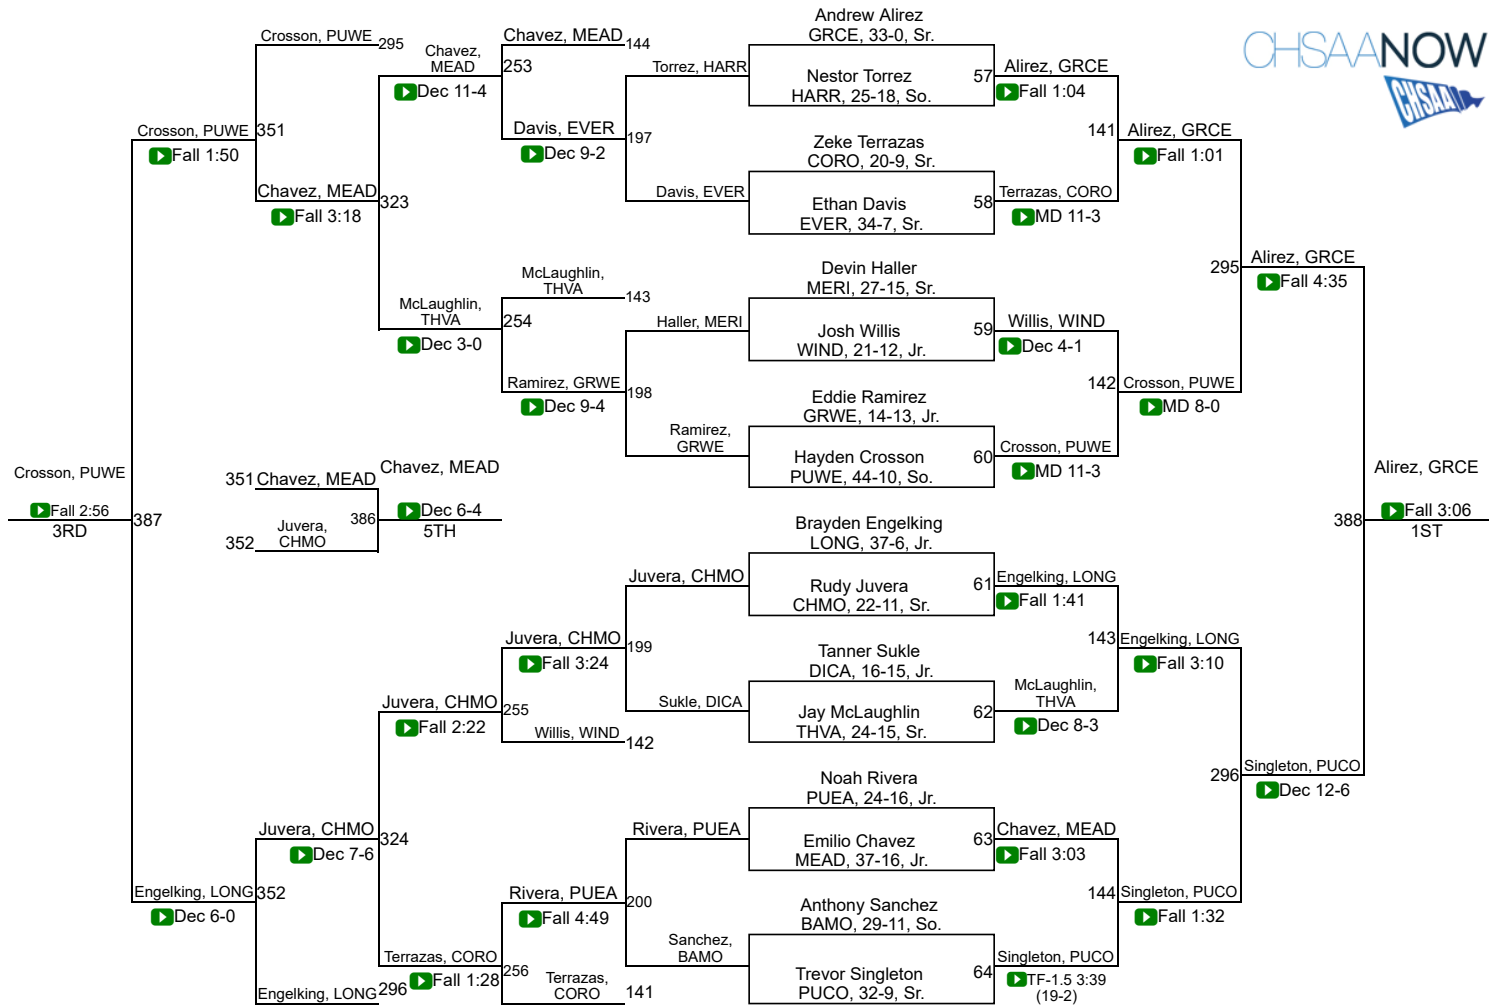 CHSAANOW
CHSAA
Andrew Alirez
GRCE, 33-0, Sr.
Nestor Torrez
HARR, 25-18, So.
57
Zeke Terrazas
CORO, 20-9, Sr.
Ethan Davis
EVER, 34-7, Sr.
58
Devin Haller
MERI, 27-15, Sr.
Josh Willis
WIND, 21-12, Jr.
59
Eddie Ramirez
GRWE, 14-13, Jr.
Hayden Crosson
PUWE, 44-10, So.
60
Brayden Engelking
LONG, 37-6, Jr.
Rudy Juvera
CHMO, 22-11, Sr.
61
Tanner Sukle
DICA, 16-15, Jr.
Jay McLaughlin
THVA, 24-15, Sr.
62
Noah Rivera
PUEA, 24-16, Jr.
Emilio Chavez
MEAD, 37-16, Jr.
63
Anthony Sanchez
BAMO, 29-11, So.
Trevor Singleton
PUCO, 32-9, Sr.
64
Alirez, GRCE
Fall 1:04
141
Terrazas, CORO
MD 11-3
Willis, WIND
Dec 4-1
142
Crosson, PUWE
MD 11-3
Engelking, LONG
Fall 1:41
143
McLaughlin,
THVA
Dec 8-3
Chavez, MEAD
Fall 3:03
144
Singleton, PUCO
TF-1.5 3:39
(19-2)
Alirez, GRCE
Fall 1:01
295
Crosson, PUWE
MD 8-0
Engelking, LONG
Fall 3:10
296
Singleton, PUCO
Fall 1:32
Alirez, GRCE
Fall 4:35
388
Singleton, PUCO
Dec 12-6
Alirez, GRCE
Fall 3:06
1ST
Torrez, HARR
197
Davis, EVER
Haller, MERI
198
Ramirez,
GRWE
Juvera, CHMO
199
Sukle, DICA
Rivera, PUEA
200
Sanchez,
BAMO
Chavez, MEAD
144
253
Davis, EVER
Dec 9-2
McLaughlin,
THVA
143
254
Ramirez, GRWE
Dec 9-4
Juvera, CHMO
Fall 3:24
255
Willis, WIND
142
Rivera, PUEA
Fall 4:49
256
Terrazas,
CORO
141
Chavez,
MEAD
Dec 11-4
323
McLaughlin,
THVA
Dec 3-0
Juvera, CHMO
Fall 2:22
324
Terrazas, CORO
Fall 1:28
Crosson, PUWE
295
351
Chavez, MEAD
Fall 3:18
Juvera, CHMO
Dec 7-6
352
Engelking, LONG
296
Crosson, PUWE
Fall 1:50
387
Engelking, LONG
Dec 6-0
Crosson, PUWE
Fall 2:56
3RD
351
Chavez, MEAD
386
352
Juvera,
CHMO
Chavez, MEAD
Dec 6-4
5TH